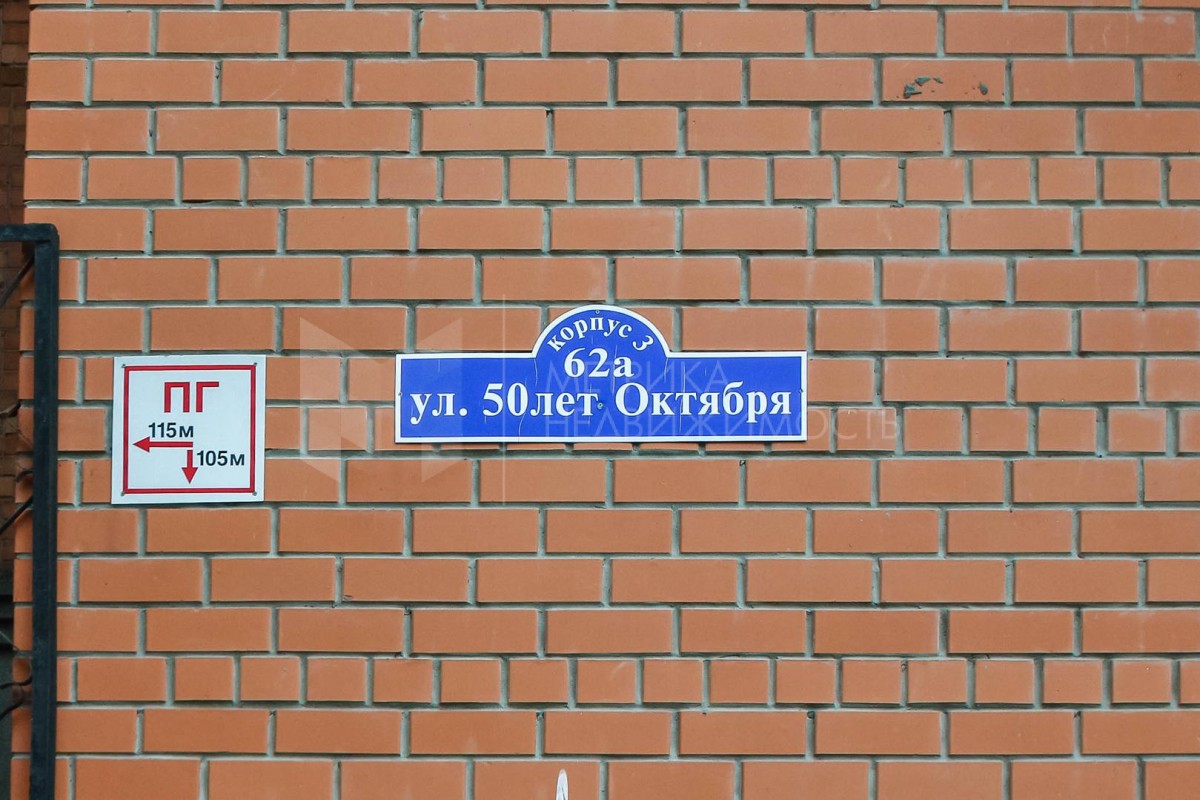 ПГ
115м
105м
корпус 3
62а
ул. 50лет Октября
МЕТРИКА
НЕДВИЖИМОСТЬ